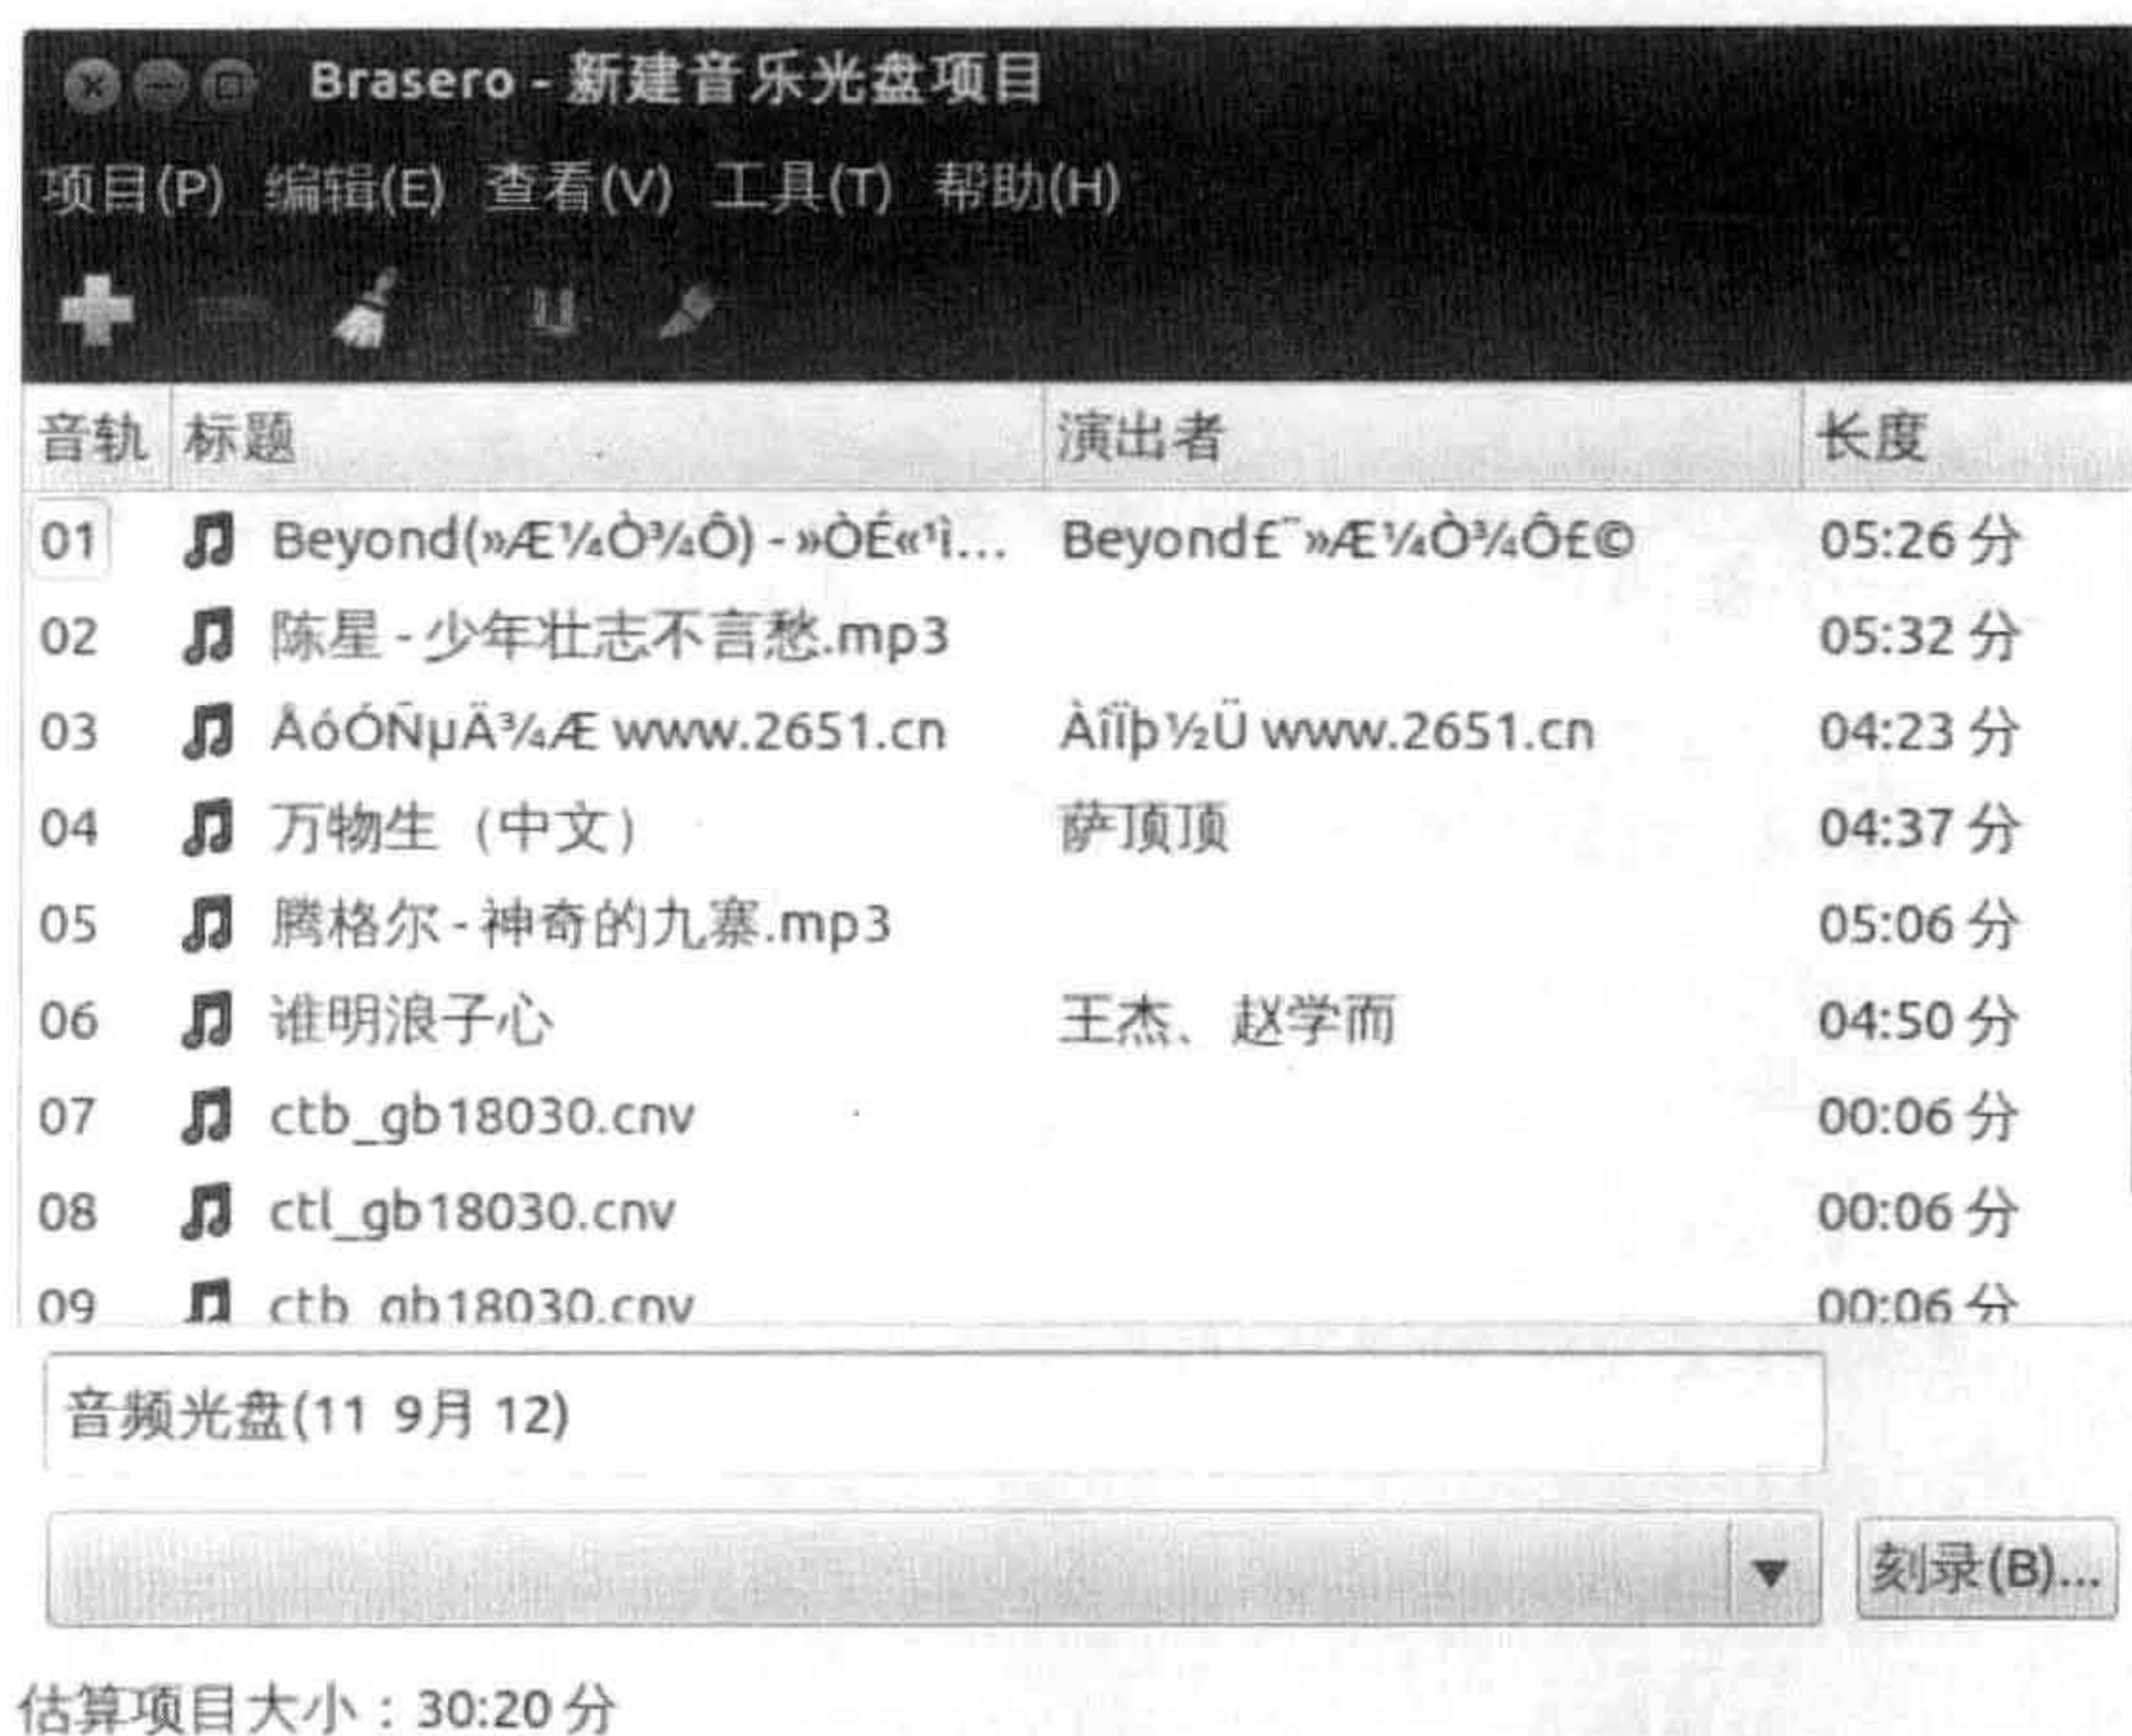 Brasero - 新建音乐光盘项目
项目(P) 编辑(E) 查看(V) 工具(T) 帮助(H)
音轨 标题 演出者 长度
01 Beyond(»Æ¼Ò¾Ô) - »ÒÉ«¹ì... Beyond£¨»Æ¼Ò¾Ô£© 05:26 分
02 陈星 - 少年壮志不言愁.mp3 05:32 分
03 ÅóÓÑµÄ¾Æ www.2651.cn ÀîÏþ½Ü www.2651.cn 04:23 分
04 万物生（中文） 萨顶顶 04:37 分
05 腾格尔 - 神奇的九寨.mp3 05:06 分
06 谁明浪子心 王杰、赵学而 04:50 分
07 ctb_gb18030.cnv 00:06 分
08 ctl_gb18030.cnv 00:06 分
09 ctb_gb18030.cnv 00:06 分
音频光盘(11 9月 12)
刻录(B)...
估算项目大小：30:20 分